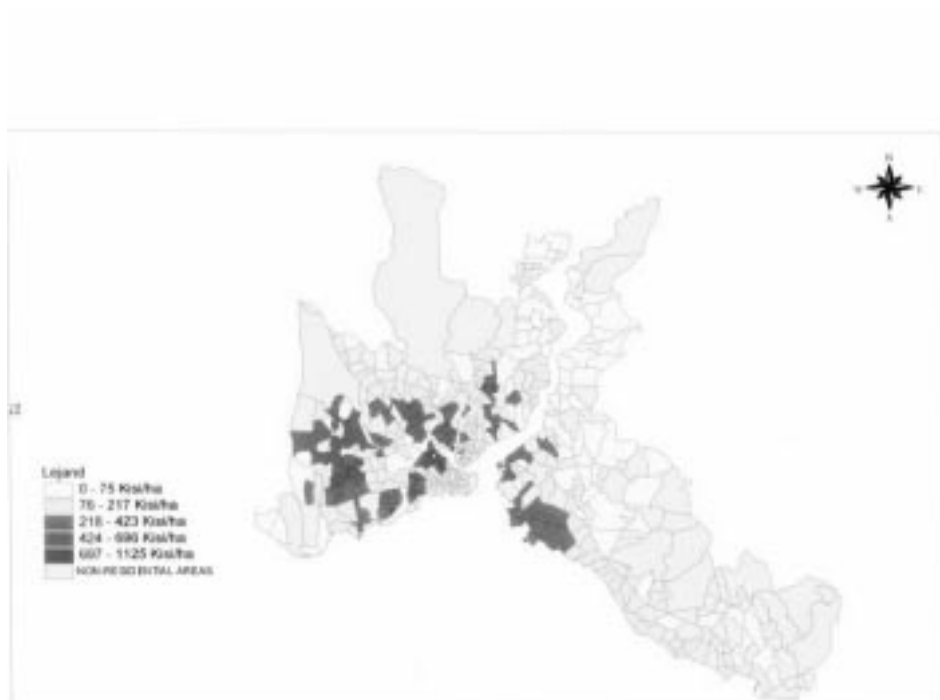 Lejand
0 - 75 Kisi/ha
76 - 217 Kisi/ha
218 - 423 Kisi/ha
424 - 696 Kisi/ha
697 - 1125 Kisi/ha
NON-RESIDENTIAL AREAS